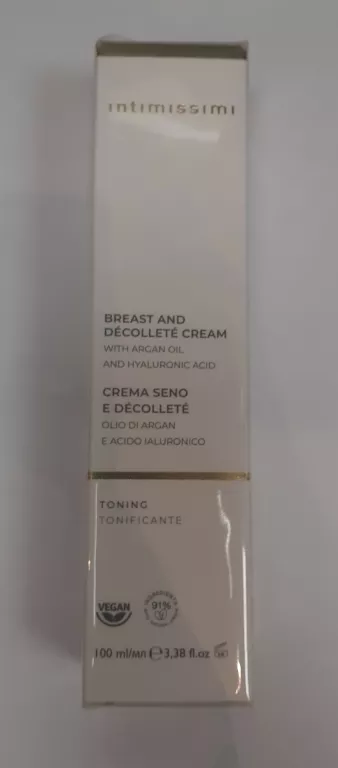 intimissimi
BREAST AND
DÉCOLLETÉ CREAM
WITH ARGAN OIL
AND HYALURONIC ACID
CREMA SENO
E DÉCOLLETÉ
OLIO DI ARGAN
E ACIDO IALURONICO
TONING
TONIFICANTE
VEGAN
INGREDIENTS
91%
100 ml/мл ℮ 3.38 fl.oz